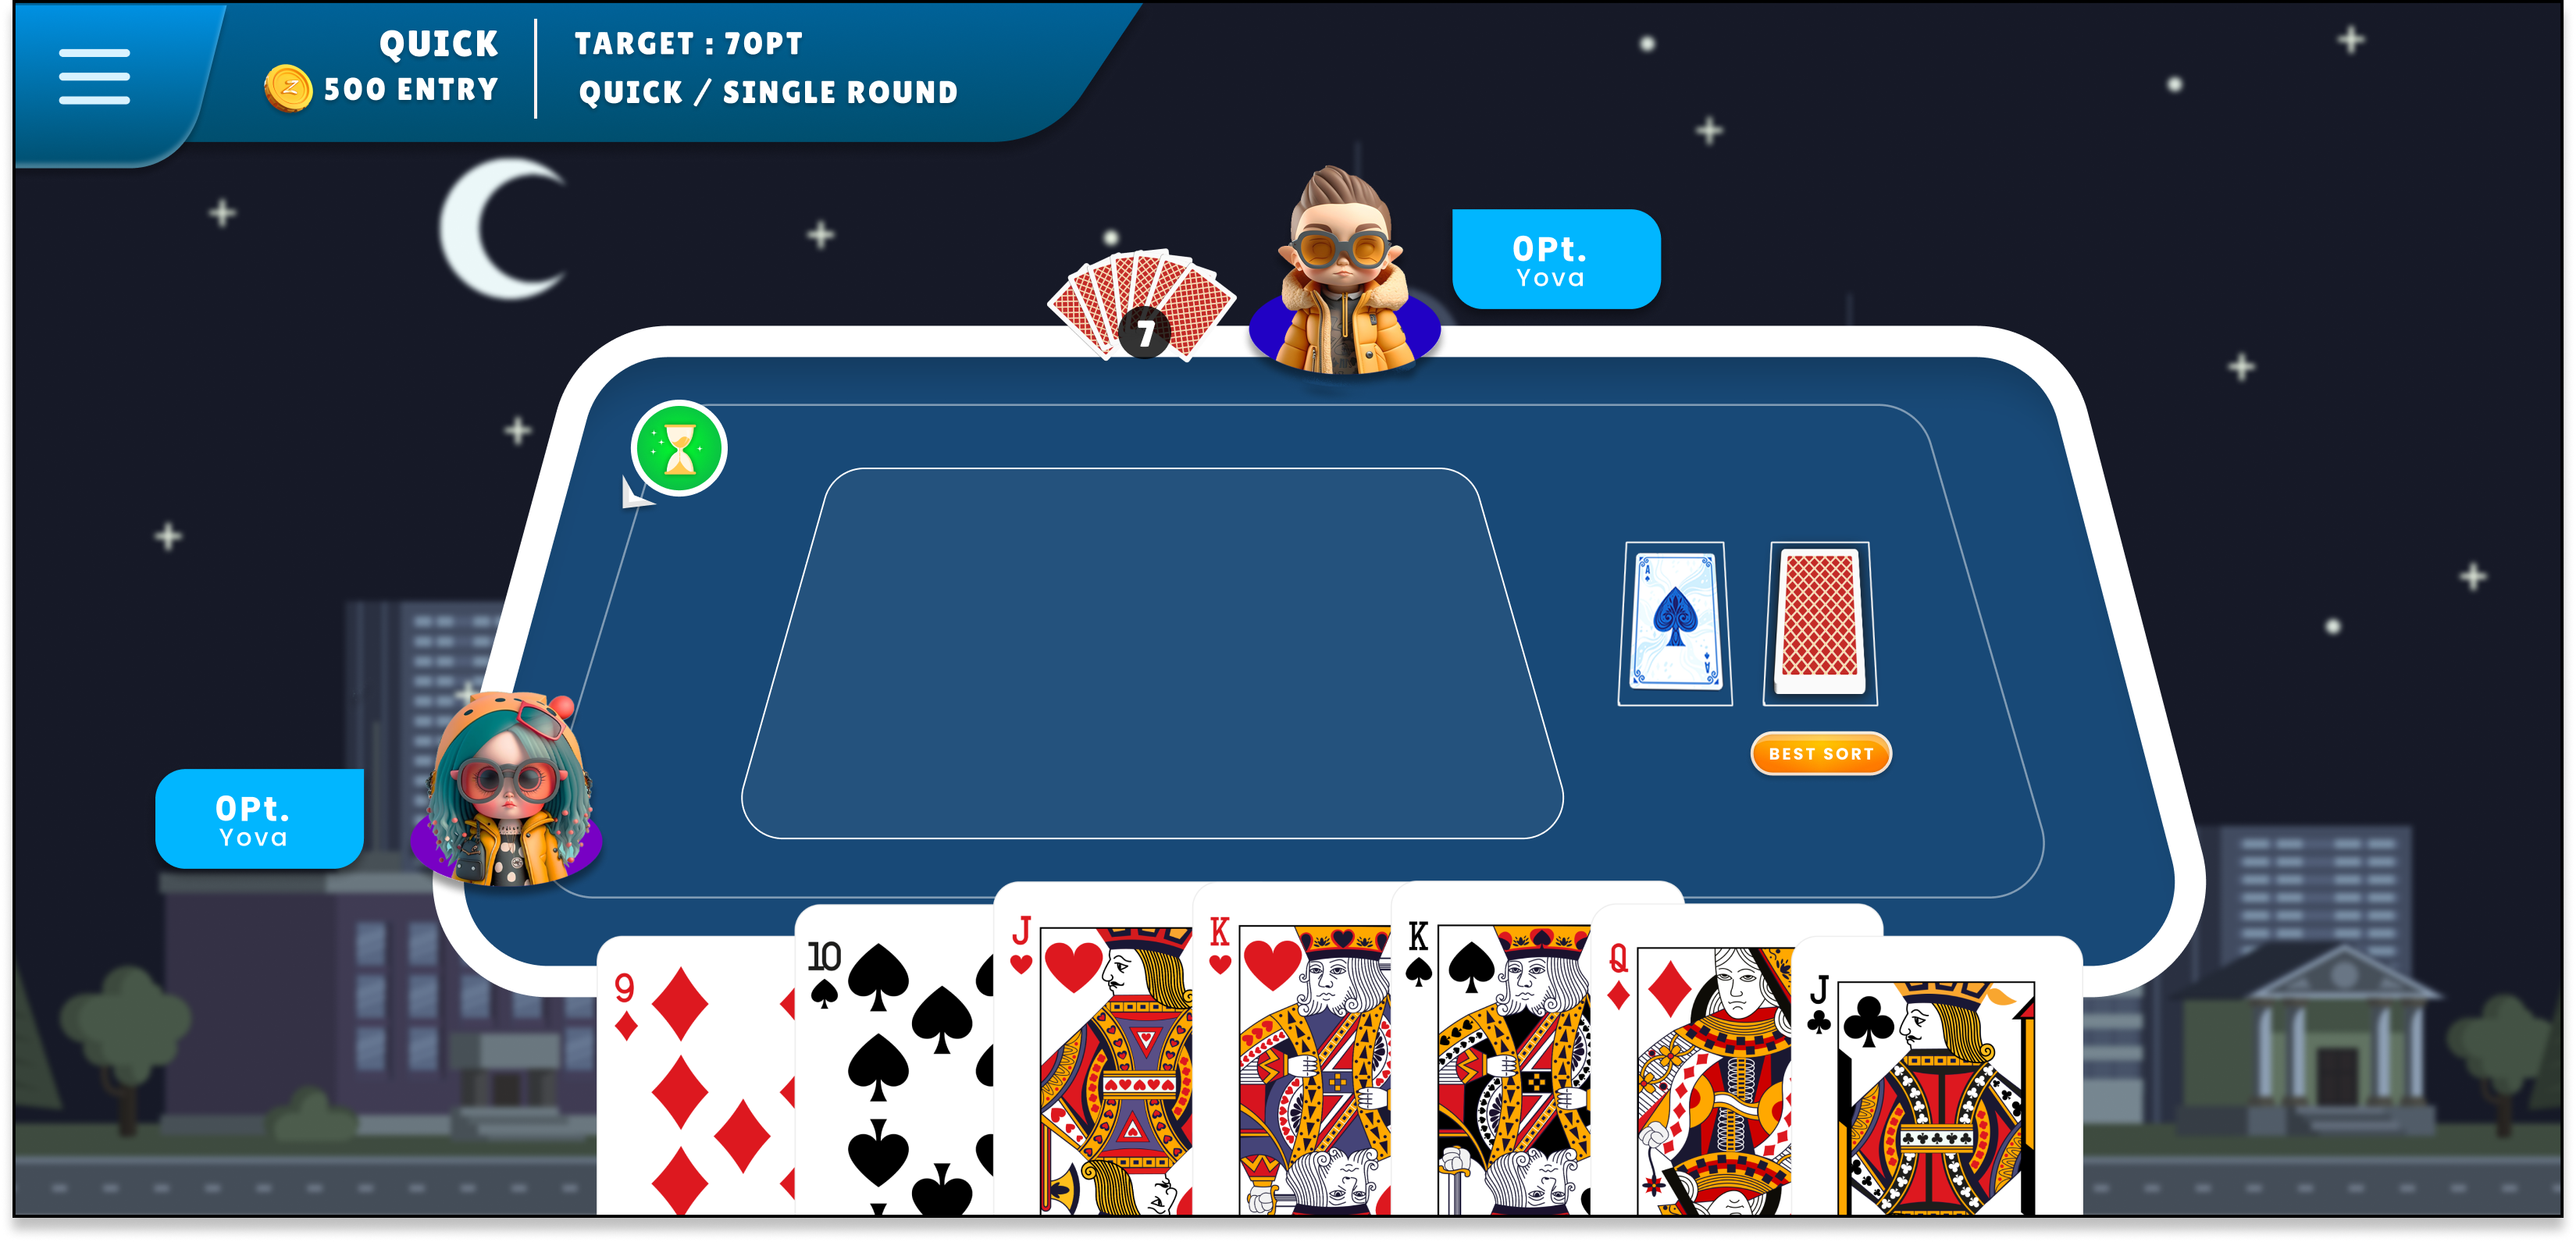 QUICK
500 ENTRY
TARGET : 70PT
QUICK / SINGLE ROUND
0Pt.
Yova
7
A
A
BEST SORT
0Pt.
Yova
9
10
J
K
K
Q
J